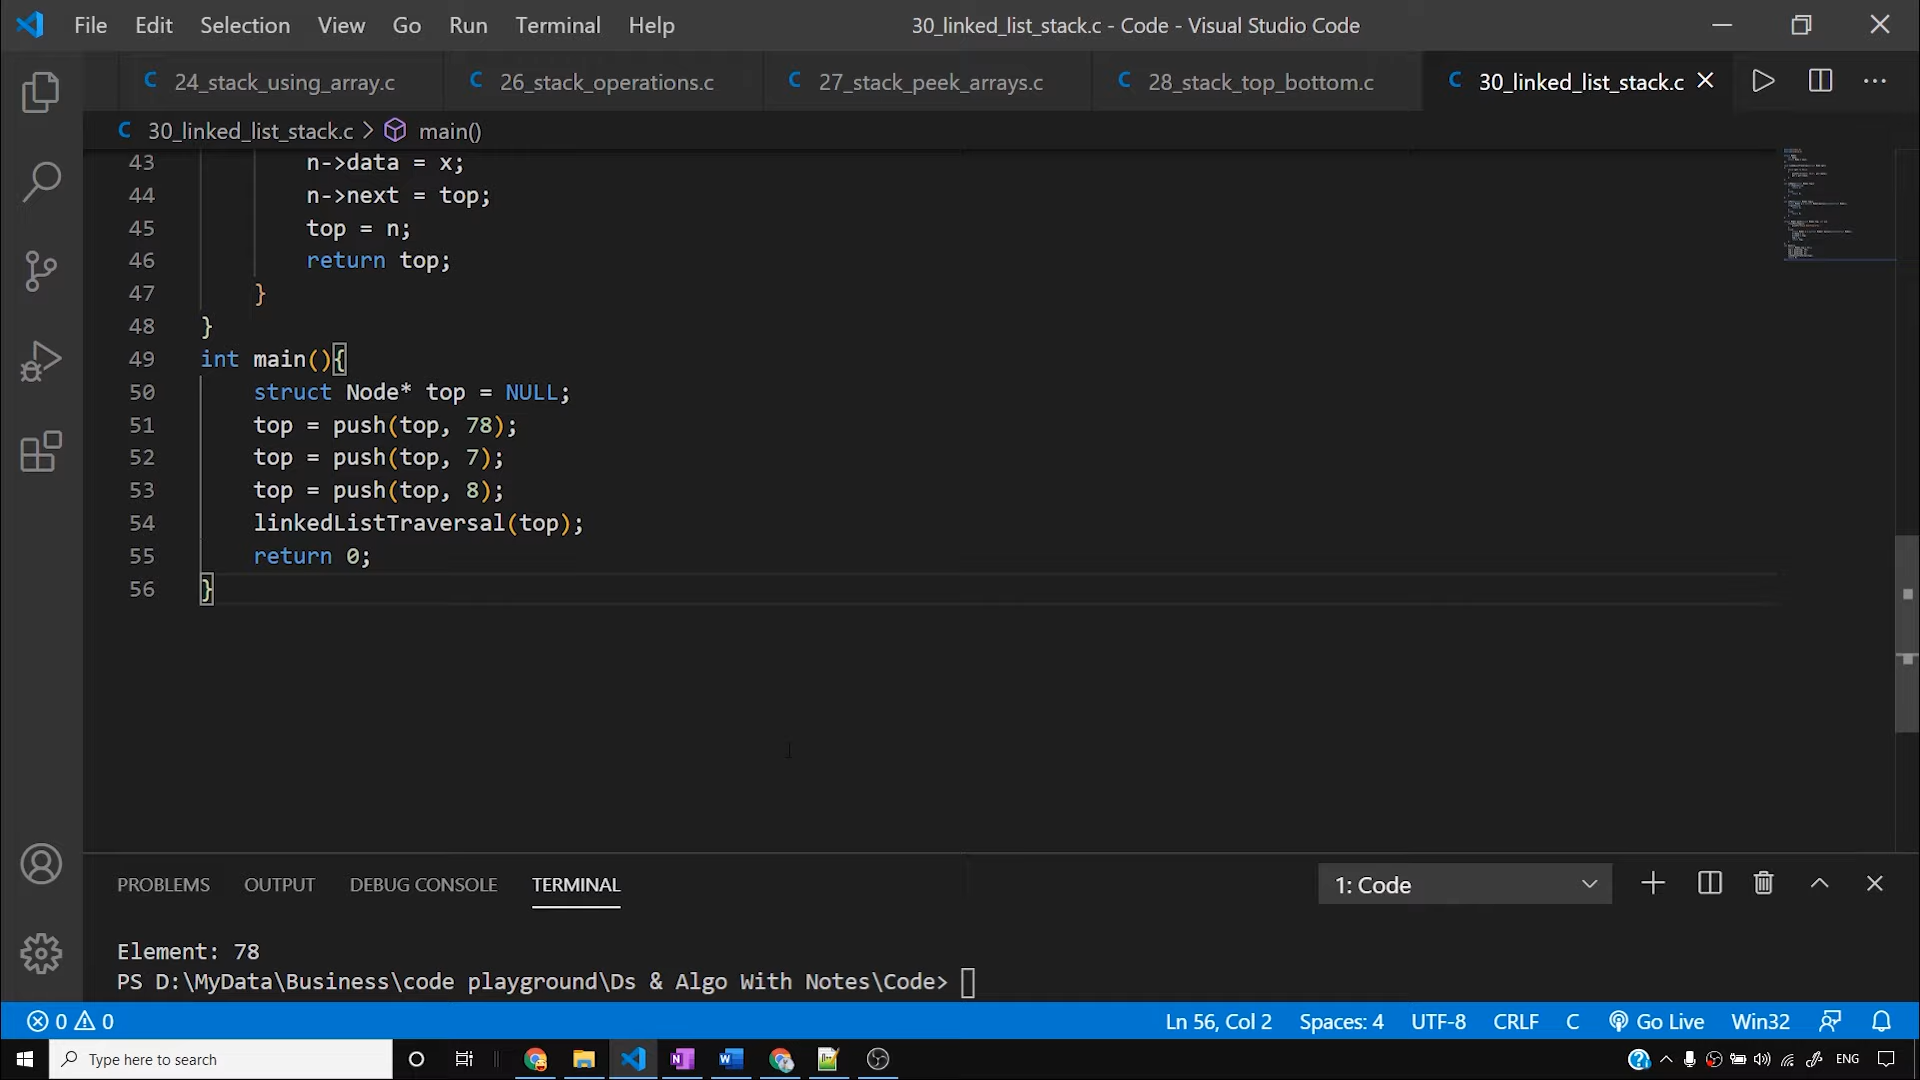 File Edit Selection View Go Run Terminal Help 30_linked_list_stack.c - Code - Visual Studio Code
24_stack_using_array.c 26_stack_operations.c 27_stack_peek_arrays.c 28_stack_top_bottom.c 30_linked_list_stack.c
30_linked_list_stack.c > main()
43 n->data = x;
44 n->next = top;
45 top = n;
46 return top;
47 }
48 }
49 int main(){
50 struct Node* top = NULL;
51 top = push(top, 78);
52 top = push(top, 7);
53 top = push(top, 8);
54 linkedListTraversal(top);
55 return 0;
56 }
PROBLEMS OUTPUT DEBUG CONSOLE TERMINAL 1: Code
Element: 78
PS D:\MyData\Business\code playground\Ds & Algo With Notes\Code>
0 0 Ln 56, Col 2 Spaces: 4 UTF-8 CRLF C Go Live Win32
Type here to search ENG